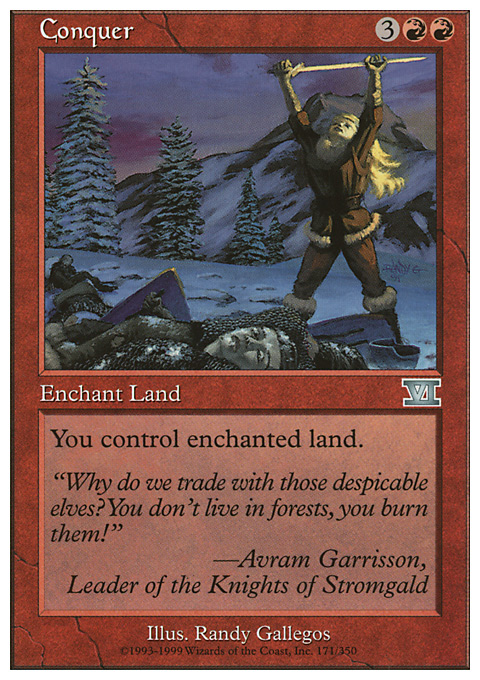 Conquer 3
Enchant Land VI
You control enchanted land.
“Why do we trade with those despicable
elves? You don’t live in forests, you burn
them!”
—Avram Garrisson,
Leader of the Knights of Stromgald
Illus. Randy Gallegos
©1993-1999 Wizards of the Coast, Inc. 171/350